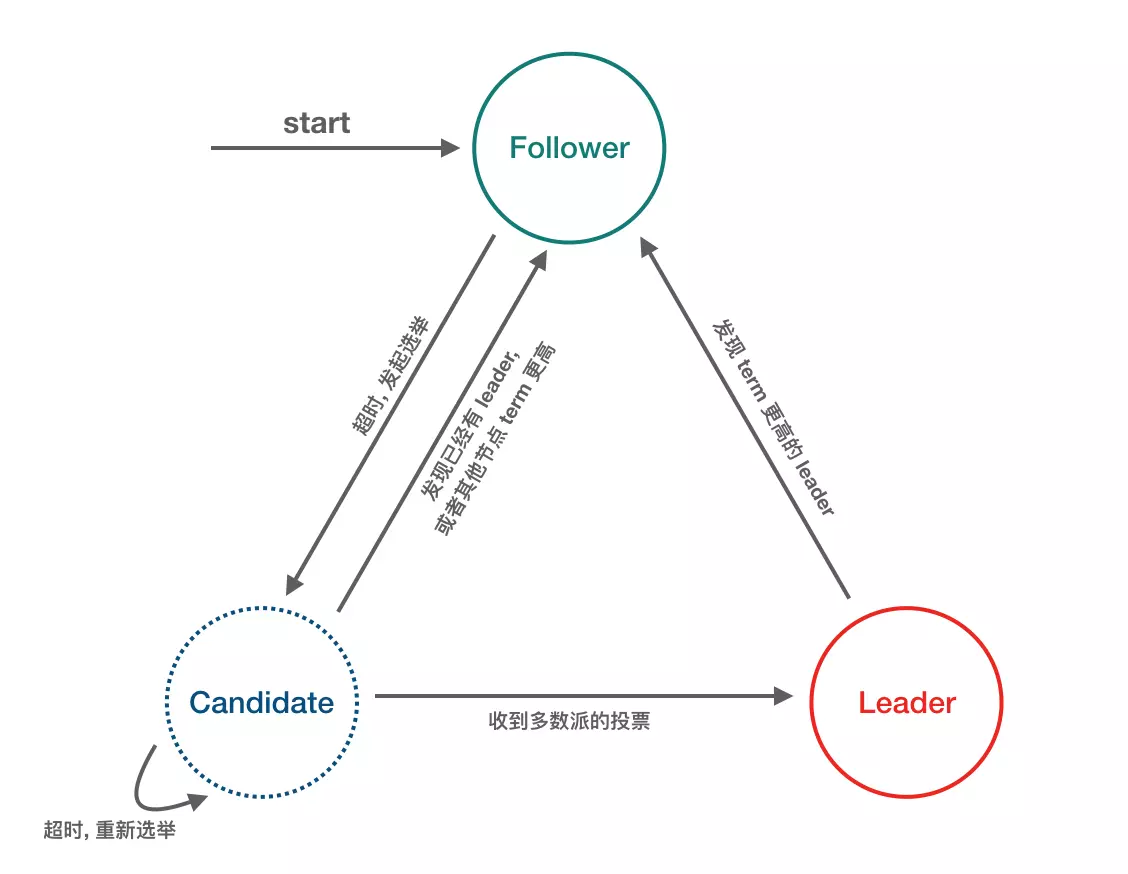 start
Follower
超时, 发起选举
发现已经有 leader,
或者其他节点 term 更高
发现 term 更高的 leader
Candidate
收到多数派的投票
Leader
超时, 重新选举